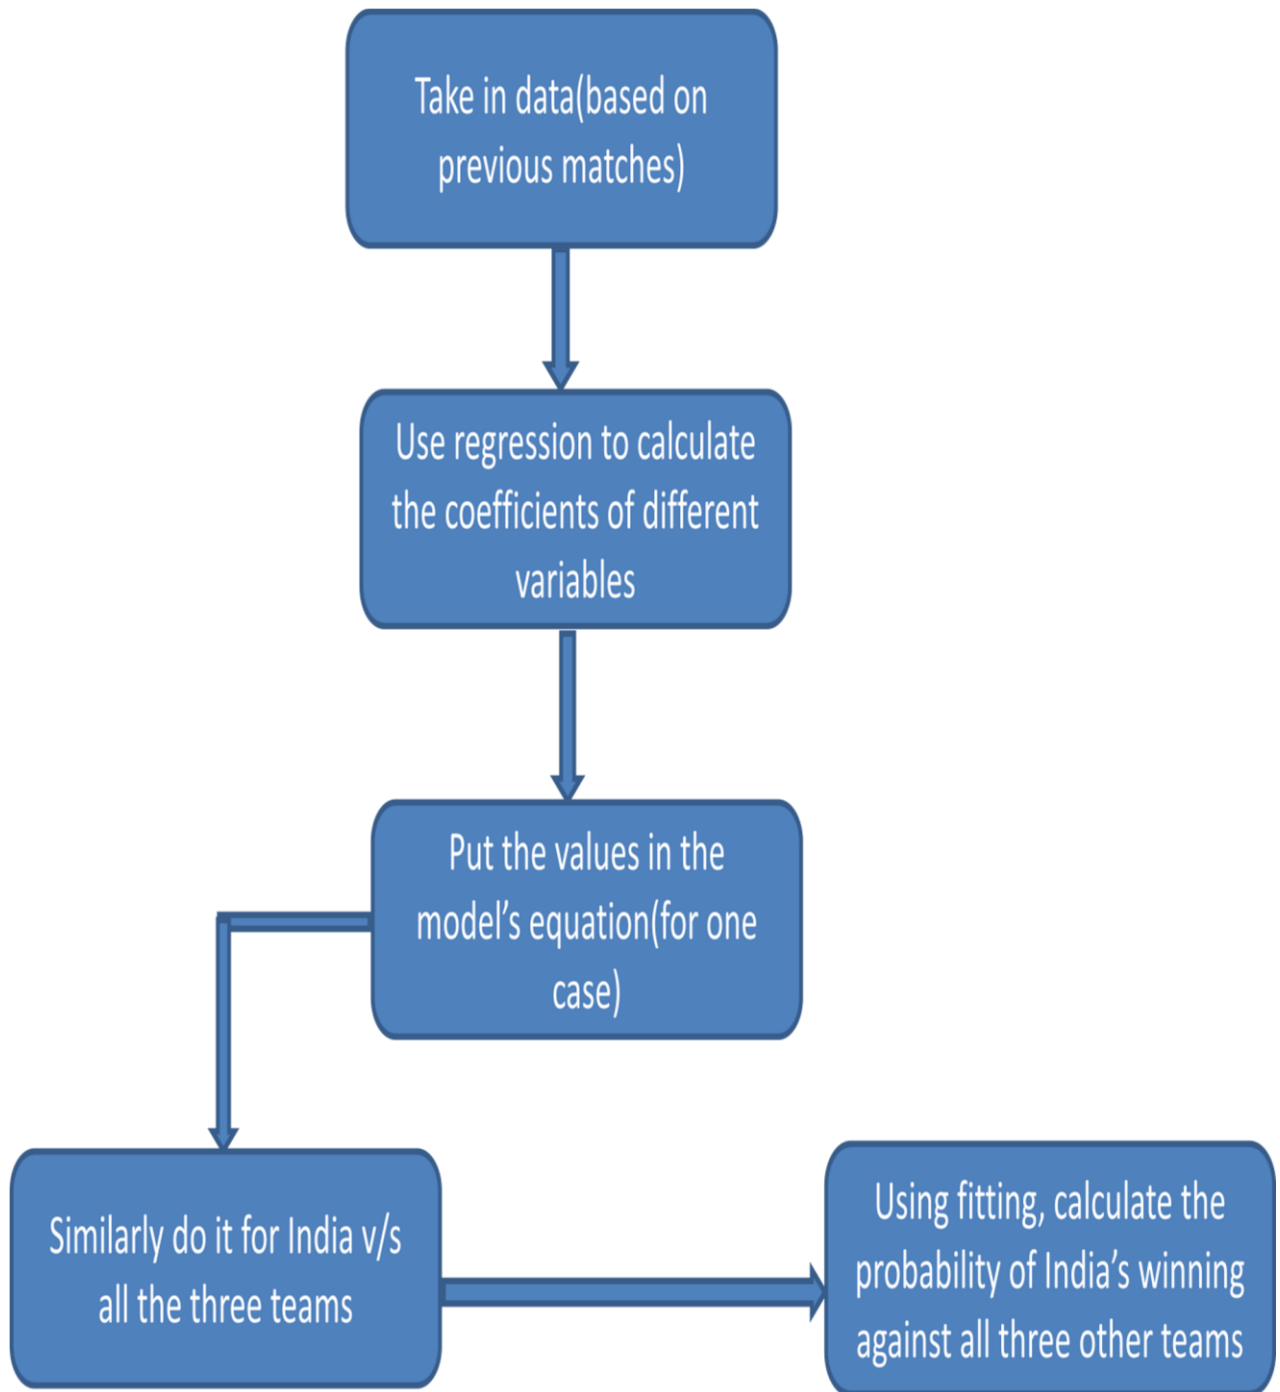 Take in data(based on
previous matches)
Use regression to calculate
the coefficients of different
variables
Put the values in the
model’s equation(for one
case)
Similarly do it for India v/s
all the three teams
Using fitting, calculate the
probability of India’s winning
against all three other teams